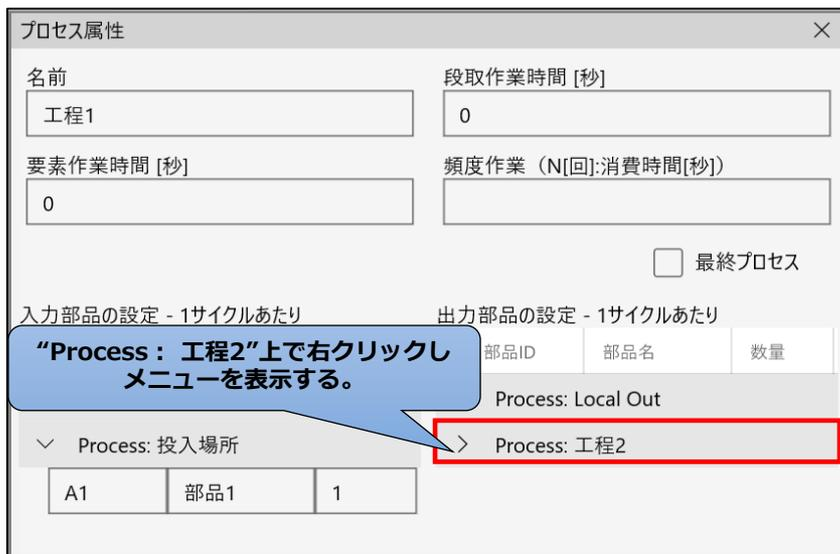 プロセス属性
名前
工程1
段取作業時間 [秒]
0
要素作業時間 [秒]
0
頻度作業（N[回]:消費時間[秒]）
最終プロセス
入力部品の設定 - 1サイクルあたり
出力部品の設定 - 1サイクルあたり
“Process： 工程2”上で右クリックし
メニューを表示する。
部品ID 部品名 数量
Process: Local Out
Process: 投入場所
Process: 工程2
A1 部品1 1